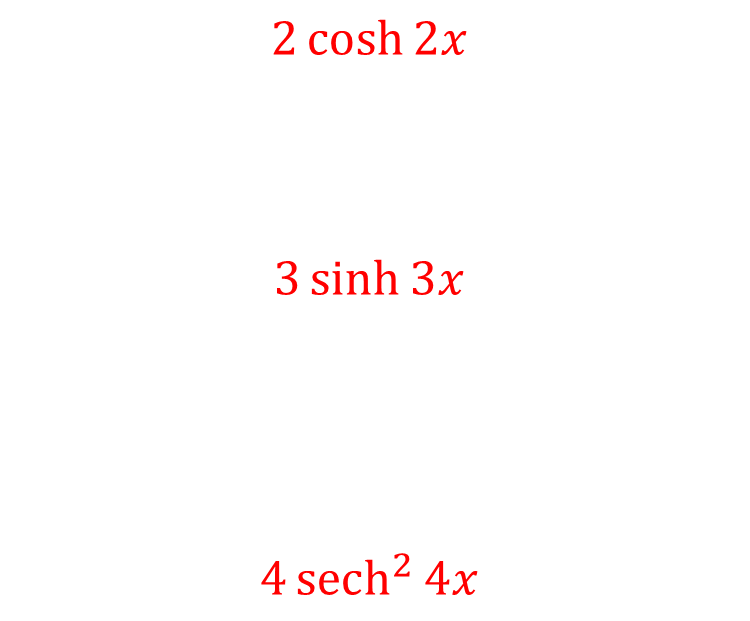 2 cosh 2x
3 sinh 3x
4 sech² 4x